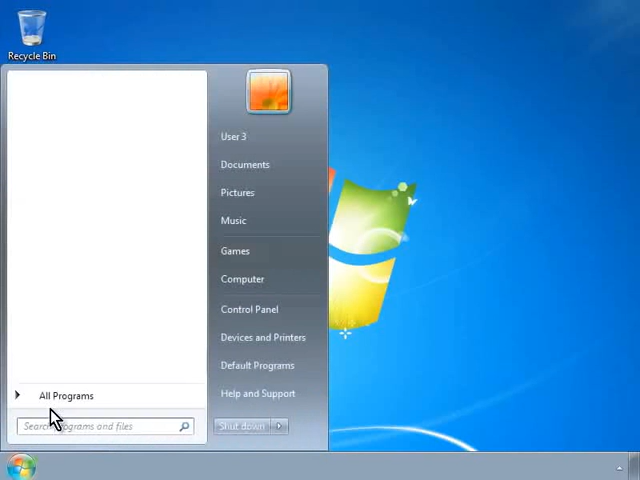 Recycle Bin
User 3
Documents
Pictures
Music
Games
Computer
Control Panel
Devices and Printers
Default Programs
Help and Support
All Programs
Search programs and files
Shut down